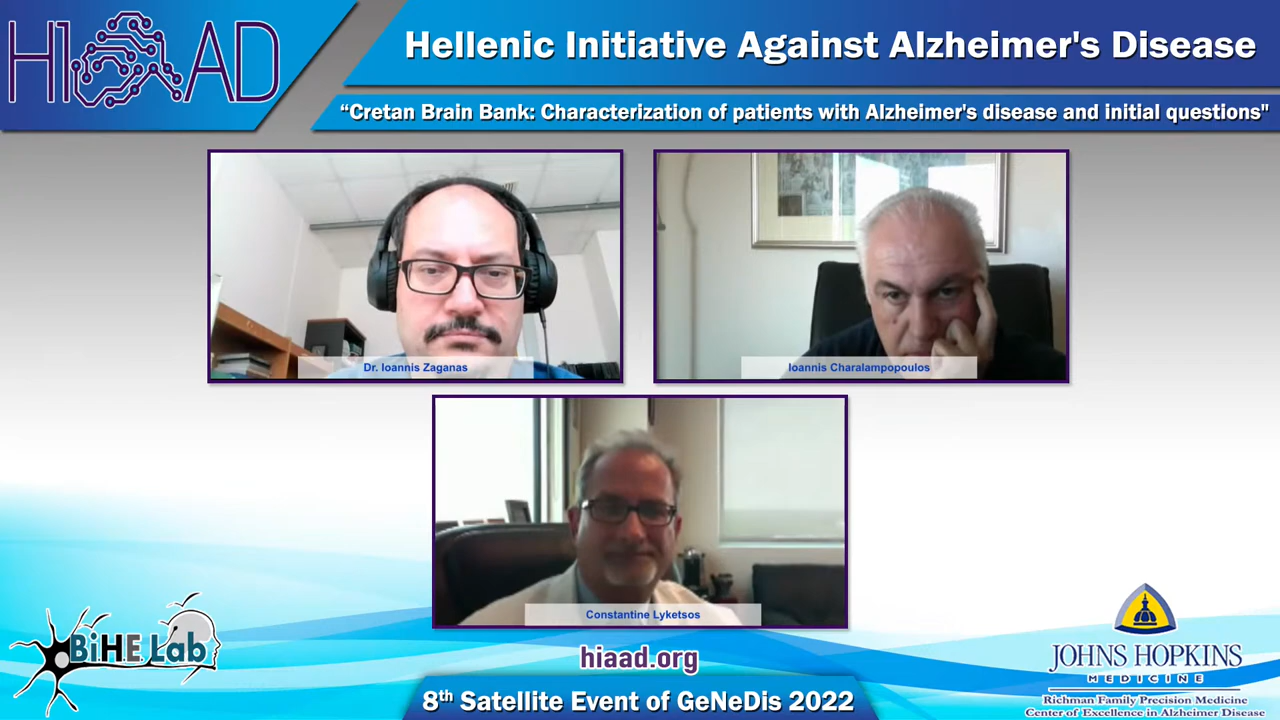 HIAAD
Hellenic Initiative Against Alzheimer's Disease
“Cretan Brain Bank: Characterization of patients with Alzheimer's disease and initial questions"
Dr. Ioannis Zaganas
Ioannis Charalampopoulos
Constantine Lyketsos
BiHE Lab
hiaad.org
8th Satellite Event of GeNeDis 2022
JOHNS HOPKINS
MEDICINE
Richman Family Precision Medicine
Center of Excellence in Alzheimer Disease